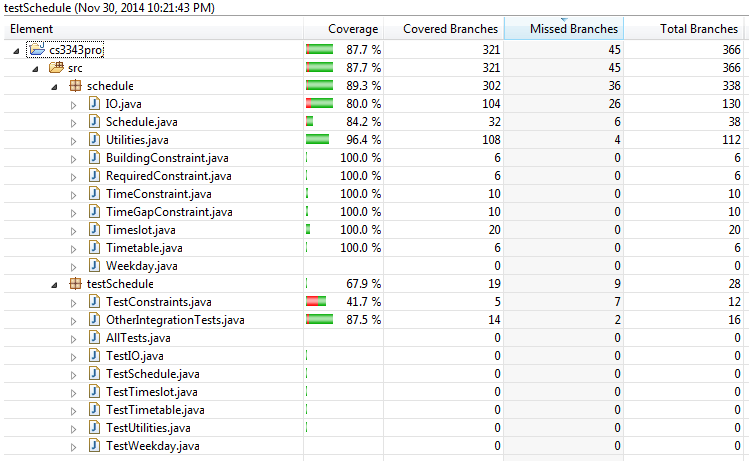 testSchedule (Nov 30, 2014 10:21:43 PM)
Element Coverage Covered Branches Missed Branches Total Branches
cs3343pro 87.7 % 321 45 366
src 87.7 % 321 45 366
schedule 89.3 % 302 36 338
IO.java 80.0 % 104 26 130
Schedule.java 84.2 % 32 6 38
Utilities.java 96.4 % 108 4 112
BuildingConstraint.java 100.0 % 6 0 6
RequiredConstraint.java 100.0 % 6 0 6
TimeConstraint.java 100.0 % 10 0 10
TimeGapConstraint.java 100.0 % 10 0 10
Timeslot.java 100.0 % 20 0 20
Timetable.java 100.0 % 6 0 6
Weekday.java 0 0 0
testSchedule 67.9 % 19 9 28
TestConstraints.java 41.7 % 5 7 12
OtherIntegrationTests.java 87.5 % 14 2 16
AllTests.java 0 0 0
TestIO.java 0 0 0
TestSchedule.java 0 0 0
TestTimeslot.java 0 0 0
TestTimetable.java 0 0 0
TestUtilities.java 0 0 0
TestWeekday.java 0 0 0